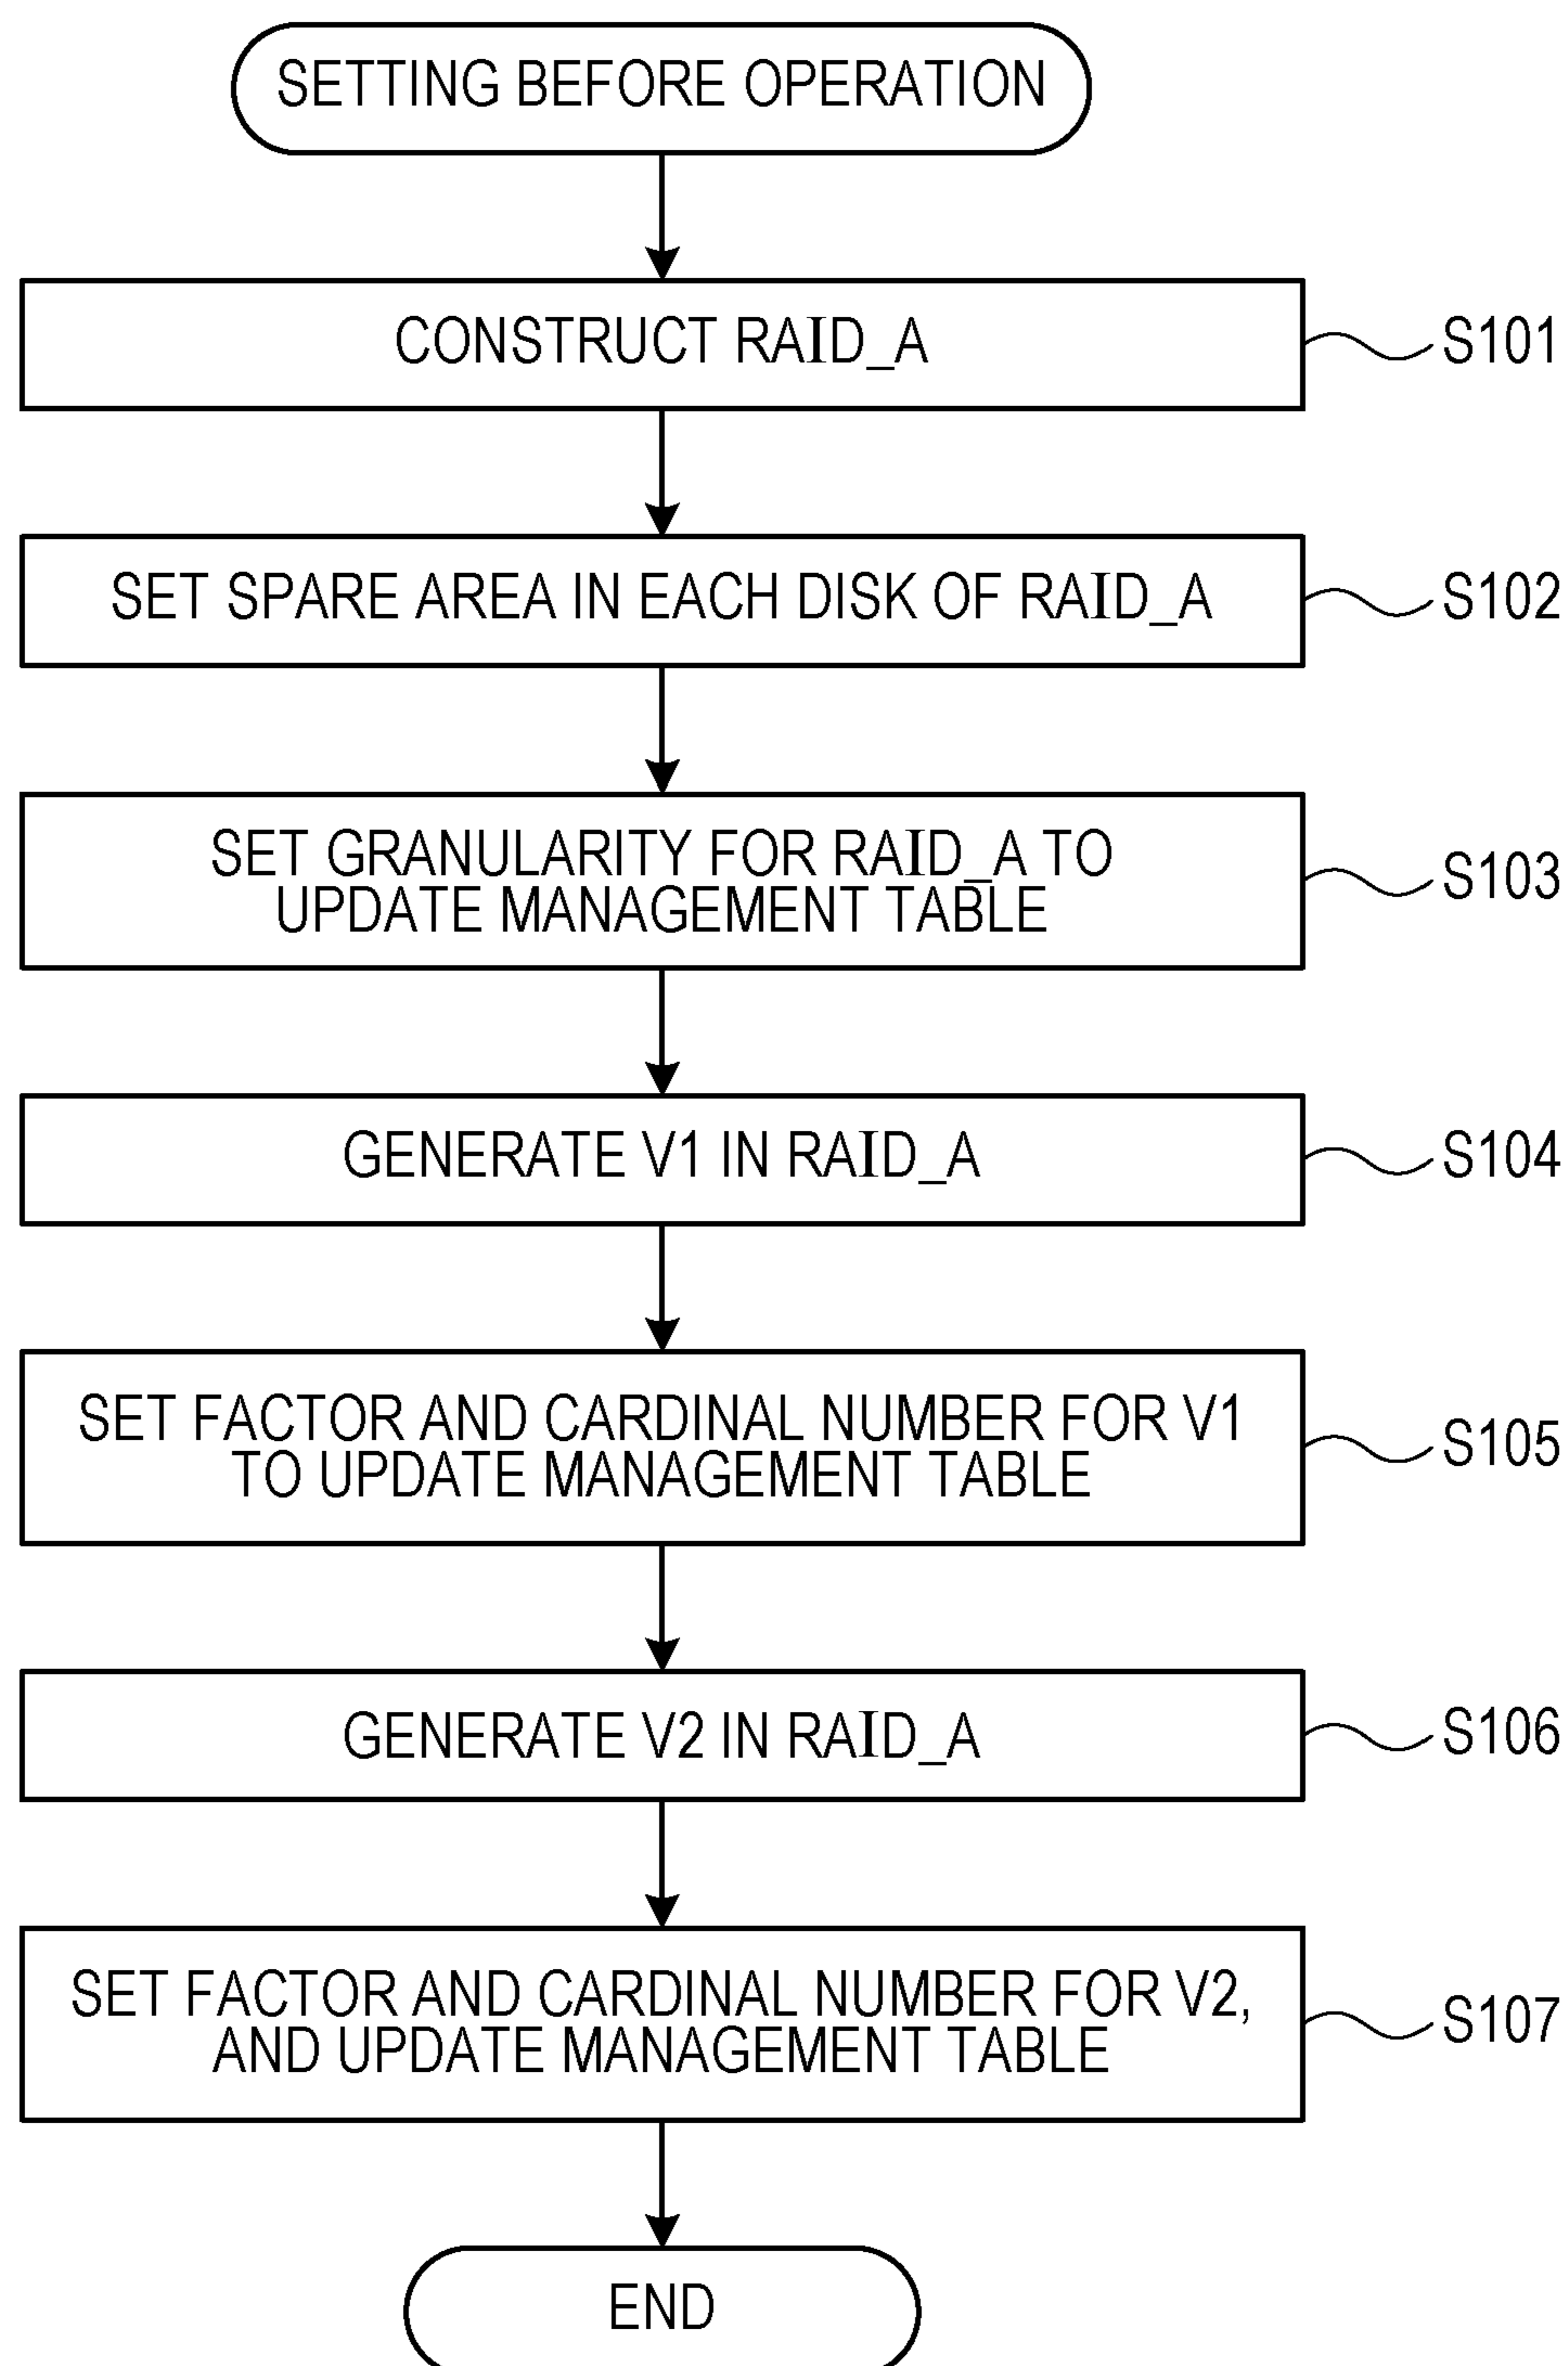 SETTING BEFORE OPERATION
CONSTRUCT RAID_A
S101
SET SPARE AREA IN EACH DISK OF RAID_A
S102
SET GRANULARITY FOR RAID_A TO
UPDATE MANAGEMENT TABLE
S103
GENERATE V1 IN RAID_A
S104
SET FACTOR AND CARDINAL NUMBER FOR V1
TO UPDATE MANAGEMENT TABLE
S105
GENERATE V2 IN RAID_A
S106
SET FACTOR AND CARDINAL NUMBER FOR V2,
AND UPDATE MANAGEMENT TABLE
S107
END